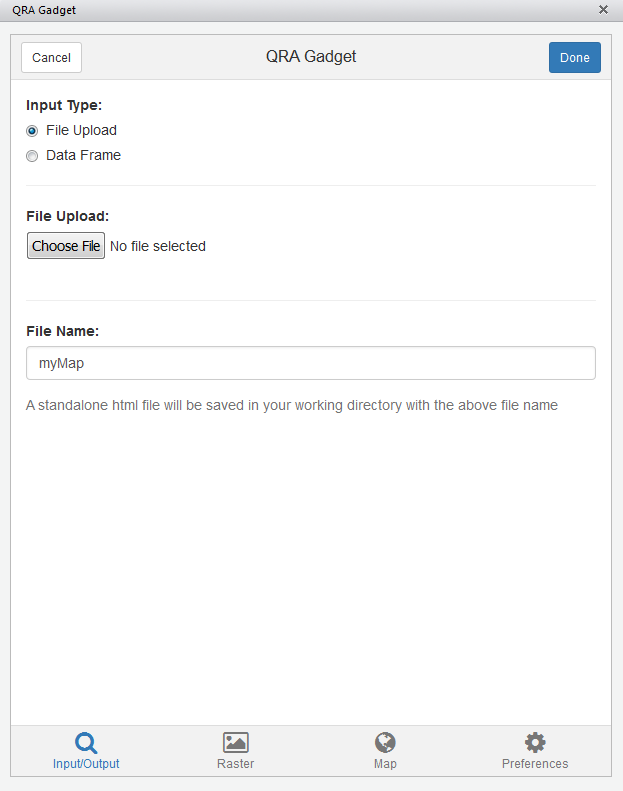 QRA Gadget
Cancel QRA Gadget Done
Input Type:
File Upload
Data Frame
File Upload:
Choose File No file selected
File Name:
myMap
A standalone html file will be saved in your working directory with the above file name
Input/Output Raster Map Preferences